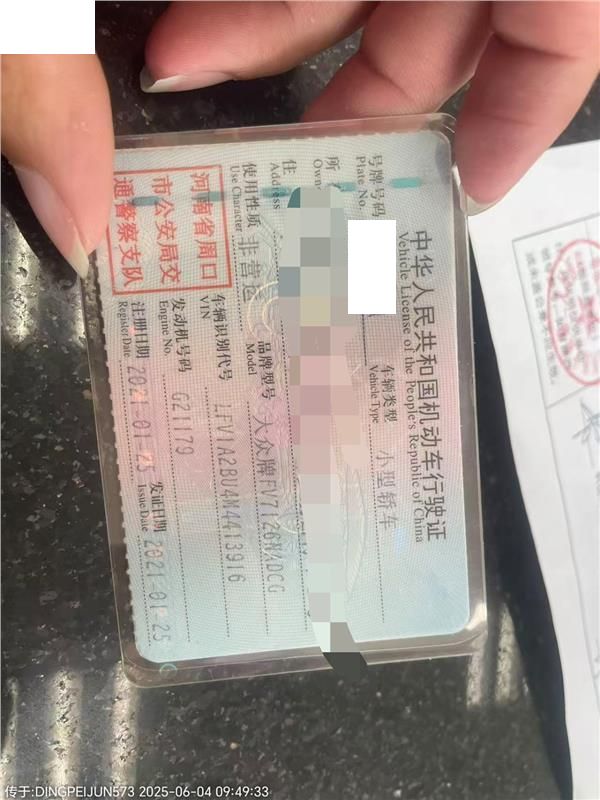 中华人民共和国机动车行驶证
Vehicle License of the People's Republic of China
号牌号码
Plate No.
车辆类型 小型轿车
Vehicle Type
所
Own
住
Address
使用性质 非营运
Use Character
品牌型号 大众牌FV7126N4DCG
Model
河南省周口
市公安局交
通警察支队
车辆识别代号 LFV1A2BU4M4413916
VIN
发动机号码 G21179
Engine No.
注册日期 2021-01-25
Register Date
发证日期 2021-01-25
Issue Date
传于:DINGPEIJUN573 2025-06-04 09:49:33